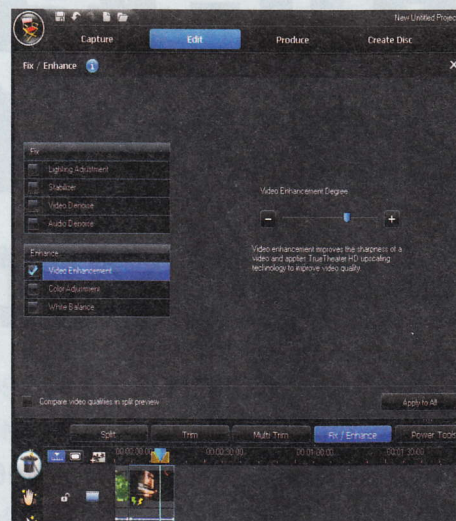 New Untitled Projec
Capture
Edit
Produce
Create Disc
Fix / Enhance
Fix
Lighting Adjustment
Stabilizer
Video Denoise
Audio Denoise
Enhance
Video Enhancement
Color Adjustment
White Balance
Video Enhancement Degree
Video enhancement improves the sharpness of a
video and applies TrueTheater HD upscaling
technology to improve video quality.
Compare video qualities in split preview
Apply to All
Split
Trim
Multi Trim
Fix / Enhance
Power Tools
00:00:00:00
00:00:30:00
00:01:00:00
00:01:30:00